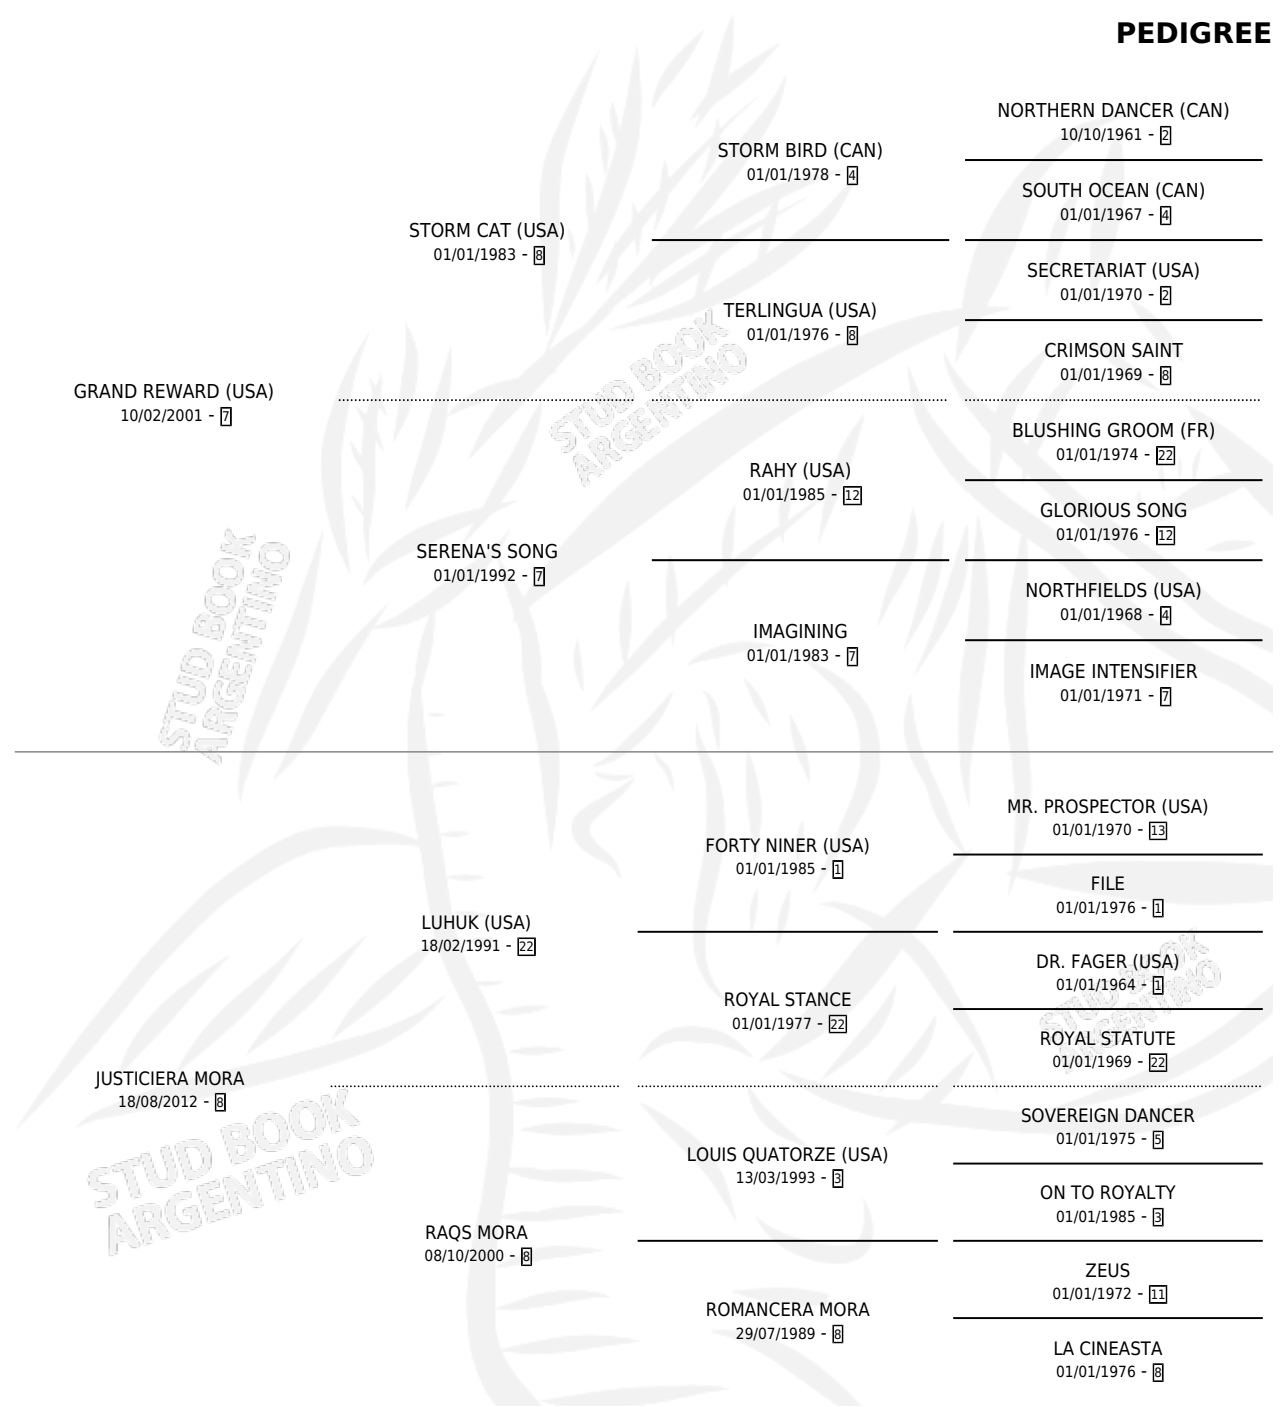 PEDIGREE
NORTHERN DANCER (CAN)
10/10/1961 - 2
STORM BIRD (CAN)
01/01/1978 - 4
SOUTH OCEAN (CAN)
01/01/1967 - 4
STORM CAT (USA)
01/01/1983 - 8
SECRETARIAT (USA)
01/01/1970 - 2
TERLINGUA (USA)
01/01/1976 - 8
CRIMSON SAINT
01/01/1969 - 8
GRAND REWARD (USA)
10/02/2001 - 7
BLUSHING GROOM (FR)
01/01/1974 - 22
RAHY (USA)
01/01/1985 - 12
GLORIOUS SONG
01/01/1976 - 12
SERENA'S SONG
01/01/1992 - 7
NORTHFIELDS (USA)
01/01/1968 - 4
IMAGINING
01/01/1983 - 7
IMAGE INTENSIFIER
01/01/1971 - 7
STUD BOOK
ARGENTINO
STUD BOOK
ARGENTINO
MR. PROSPECTOR (USA)
01/01/1970 - 13
FORTY NINER (USA)
01/01/1985 - 1
FILE
01/01/1976 - 1
LUHUK (USA)
18/02/1991 - 22
DR. FAGER (USA)
01/01/1964 - 1
ROYAL STANCE
01/01/1977 - 22
ROYAL STATUTE
01/01/1969 - 22
JUSTICIERA MORA
18/08/2012 - 8
SOVEREIGN DANCER
01/01/1975 - 5
LOUIS QUATORZE (USA)
13/03/1993 - 3
ON TO ROYALTY
01/01/1985 - 3
RAQS MORA
08/10/2000 - 8
ZEUS
01/01/1972 - 11
ROMANCERA MORA
29/07/1989 - 8
LA CINEASTA
01/01/1976 - 8
STUD BOOK
ARGENTINO
STUD BOOK
ARGENTINO